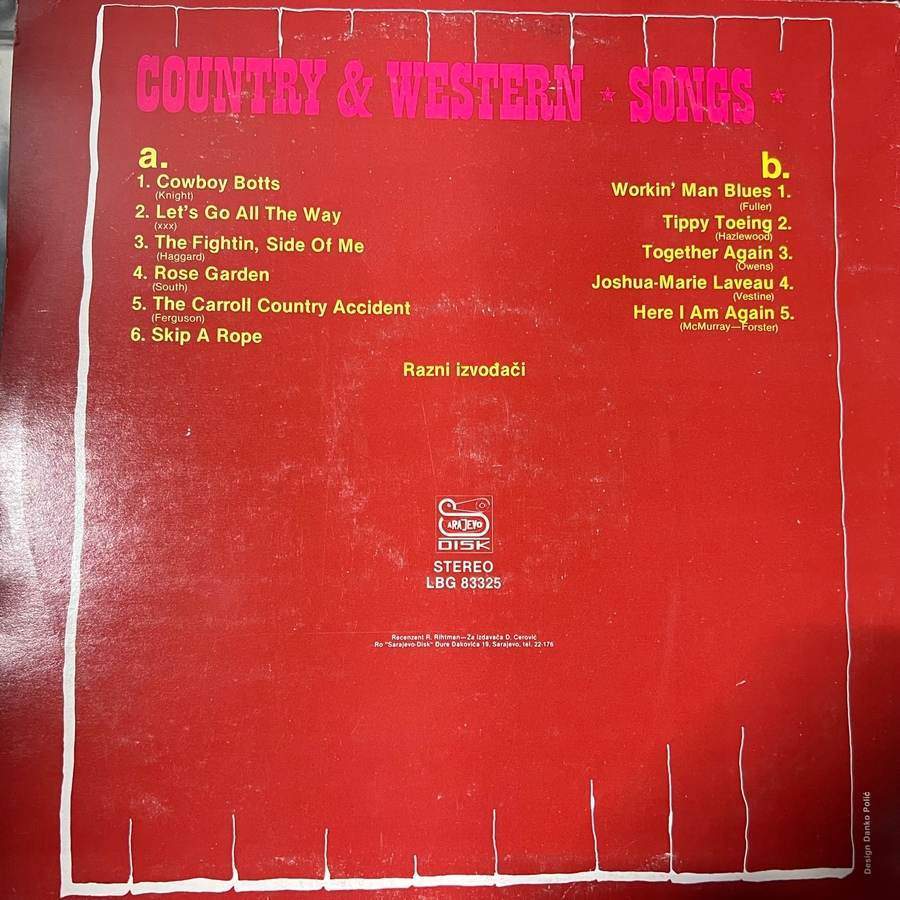 COUNTRY & WESTERN * SONGS *
a.
1. Cowboy Botts
(Knight)
2. Let's Go All The Way
(xxx)
3. The Fightin, Side Of Me
(Haggard)
4. Rose Garden
(South)
5. The Carroll Country Accident
(Ferguson)
6. Skip A Rope
b.
Workin' Man Blues 1.
(Fuller)
Tippy Toeing 2.
(Hazlewood)
Together Again 3.
(Owens)
Joshua-Marie Laveau 4.
(Vestine)
Here I Am Again 5.
(McMurray—Forster)
Razni izvođači
SARAJEVO
DISK
STEREO
LBG 83325
Recenzent R. Rihtman—Za izdavača D. Cerović
Ro "Sarajevo-Disk" Đure Đakovića 19, Sarajevo, tel. 22-176
Design Danko Polić